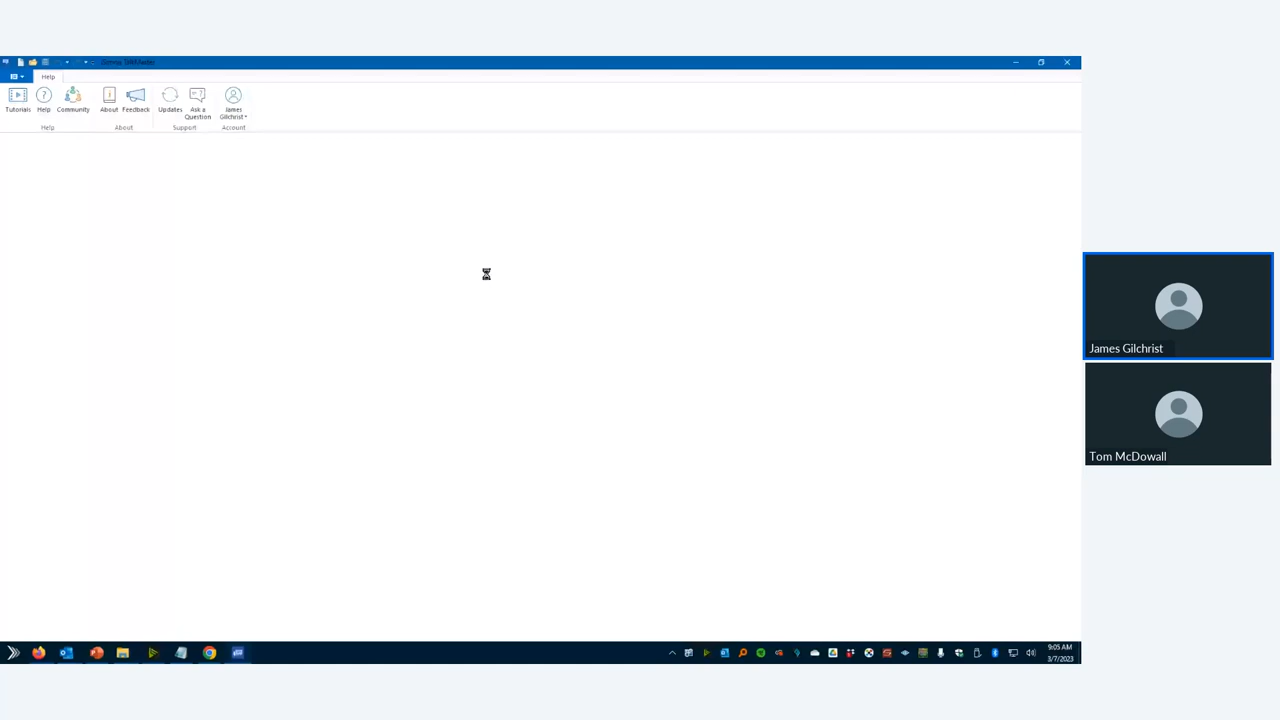 Help
Tutorials
Help
Community
About
Feedback
Updates
Ask a
Question
James
Gilchrist
Help
About
Support
Account
James Gilchrist
Tom McDowall
9:05 AM
3/7/2023